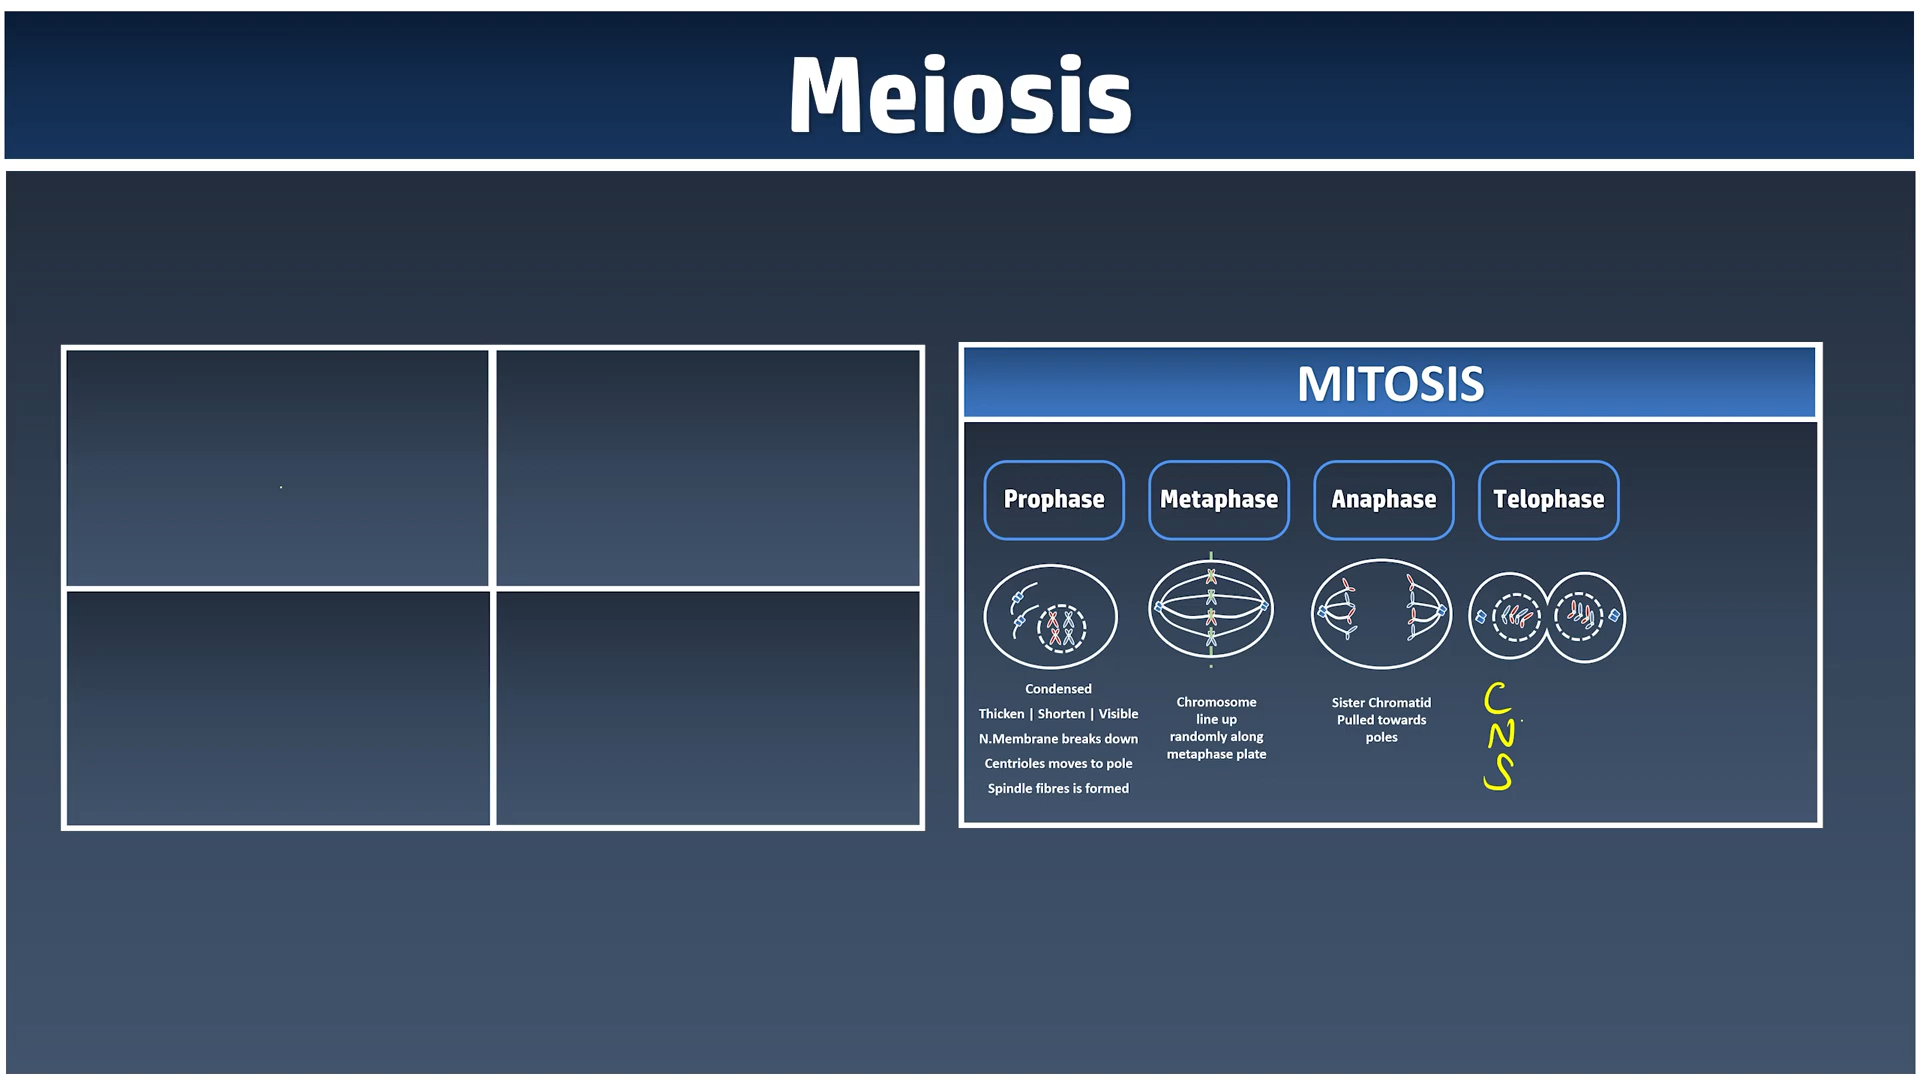 Meiosis
MITOSIS
Prophase
Metaphase
Anaphase
Telophase
Condensed
Thicken | Shorten | Visible
N.Membrane breaks down
Centrioles moves to pole
Spindle fibres is formed
Chromosome
line up
randomly along
metaphase plate
Sister Chromatid
Pulled towards
poles
C
N
S